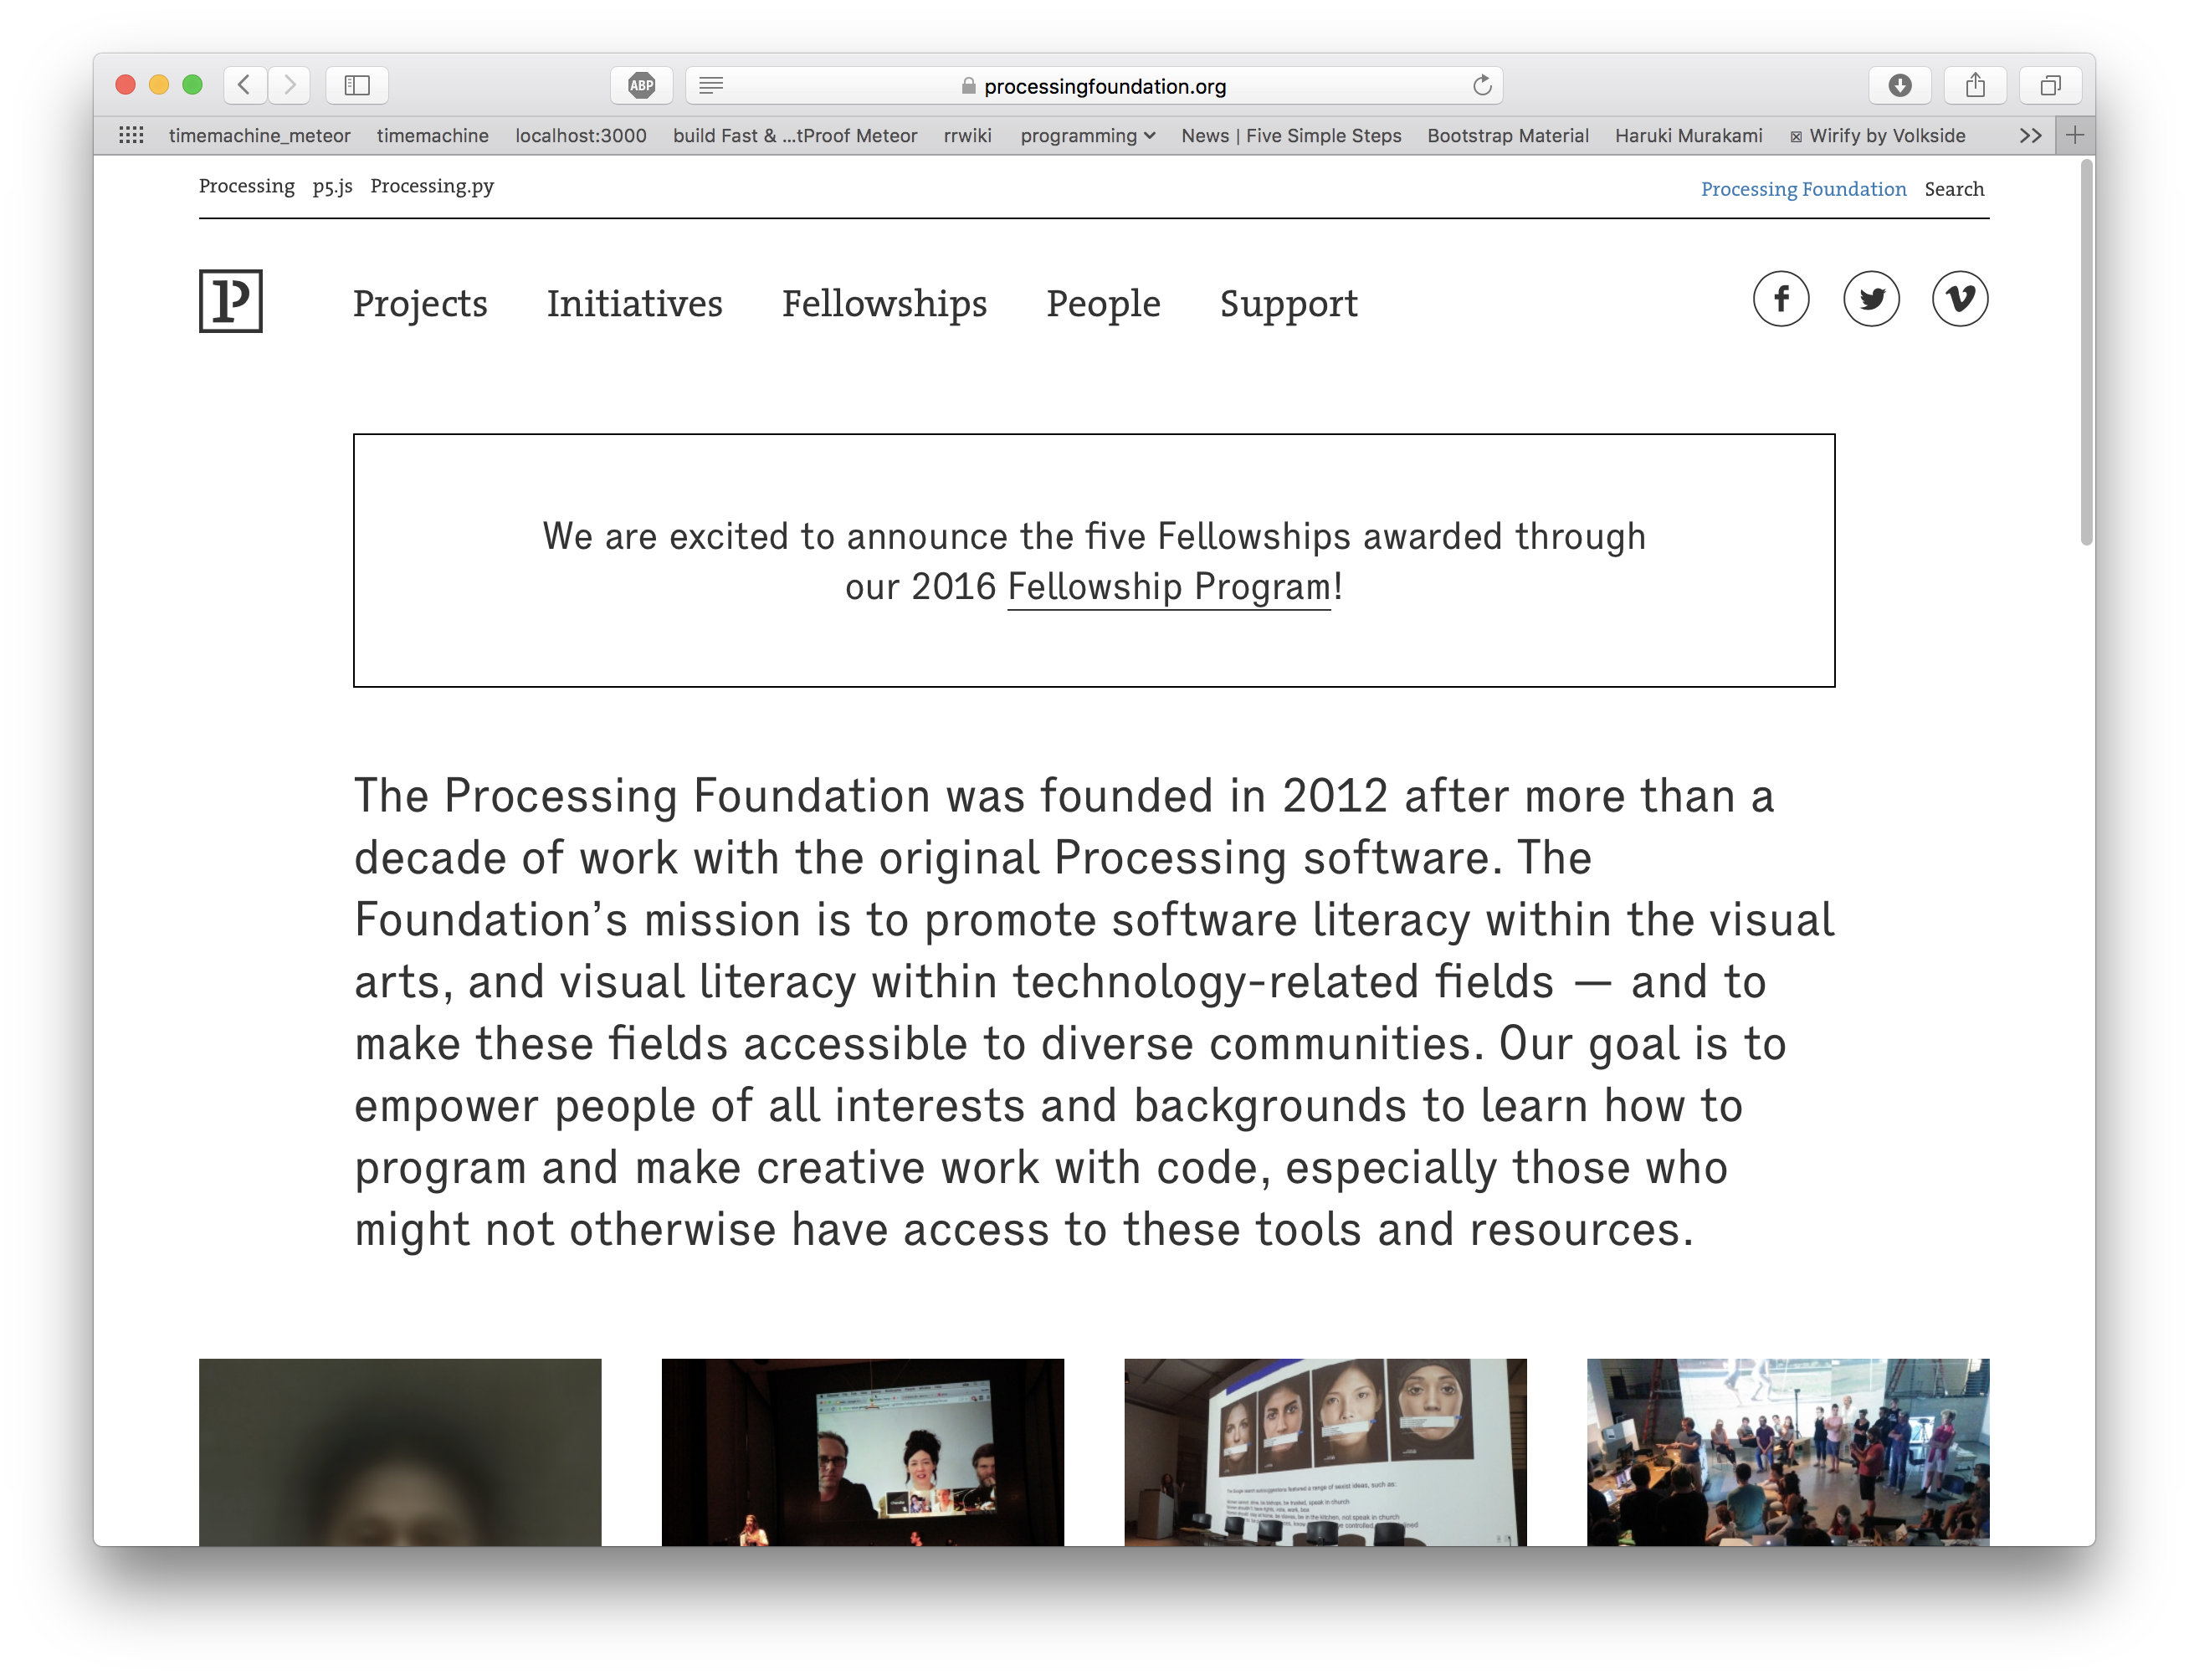 ABP
processingfoundation.org
timemachine_meteor timemachine localhost:3000 build Fast & ...tProof Meteor rrwiki programming News | Five Simple Steps Bootstrap Material Haruki Murakami Wirify by Volkside
Processing p5.js Processing.py Processing Foundation Search
P Projects Initiatives Fellowships People Support
We are excited to announce the five Fellowships awarded through
our 2016 Fellowship Program!
The Processing Foundation was founded in 2012 after more than a
decade of work with the original Processing software. The
Foundation’s mission is to promote software literacy within the visual
arts, and visual literacy within technology-related fields — and to
make these fields accessible to diverse communities. Our goal is to
empower people of all interests and backgrounds to learn how to
program and make creative work with code, especially those who
might not otherwise have access to these tools and resources.